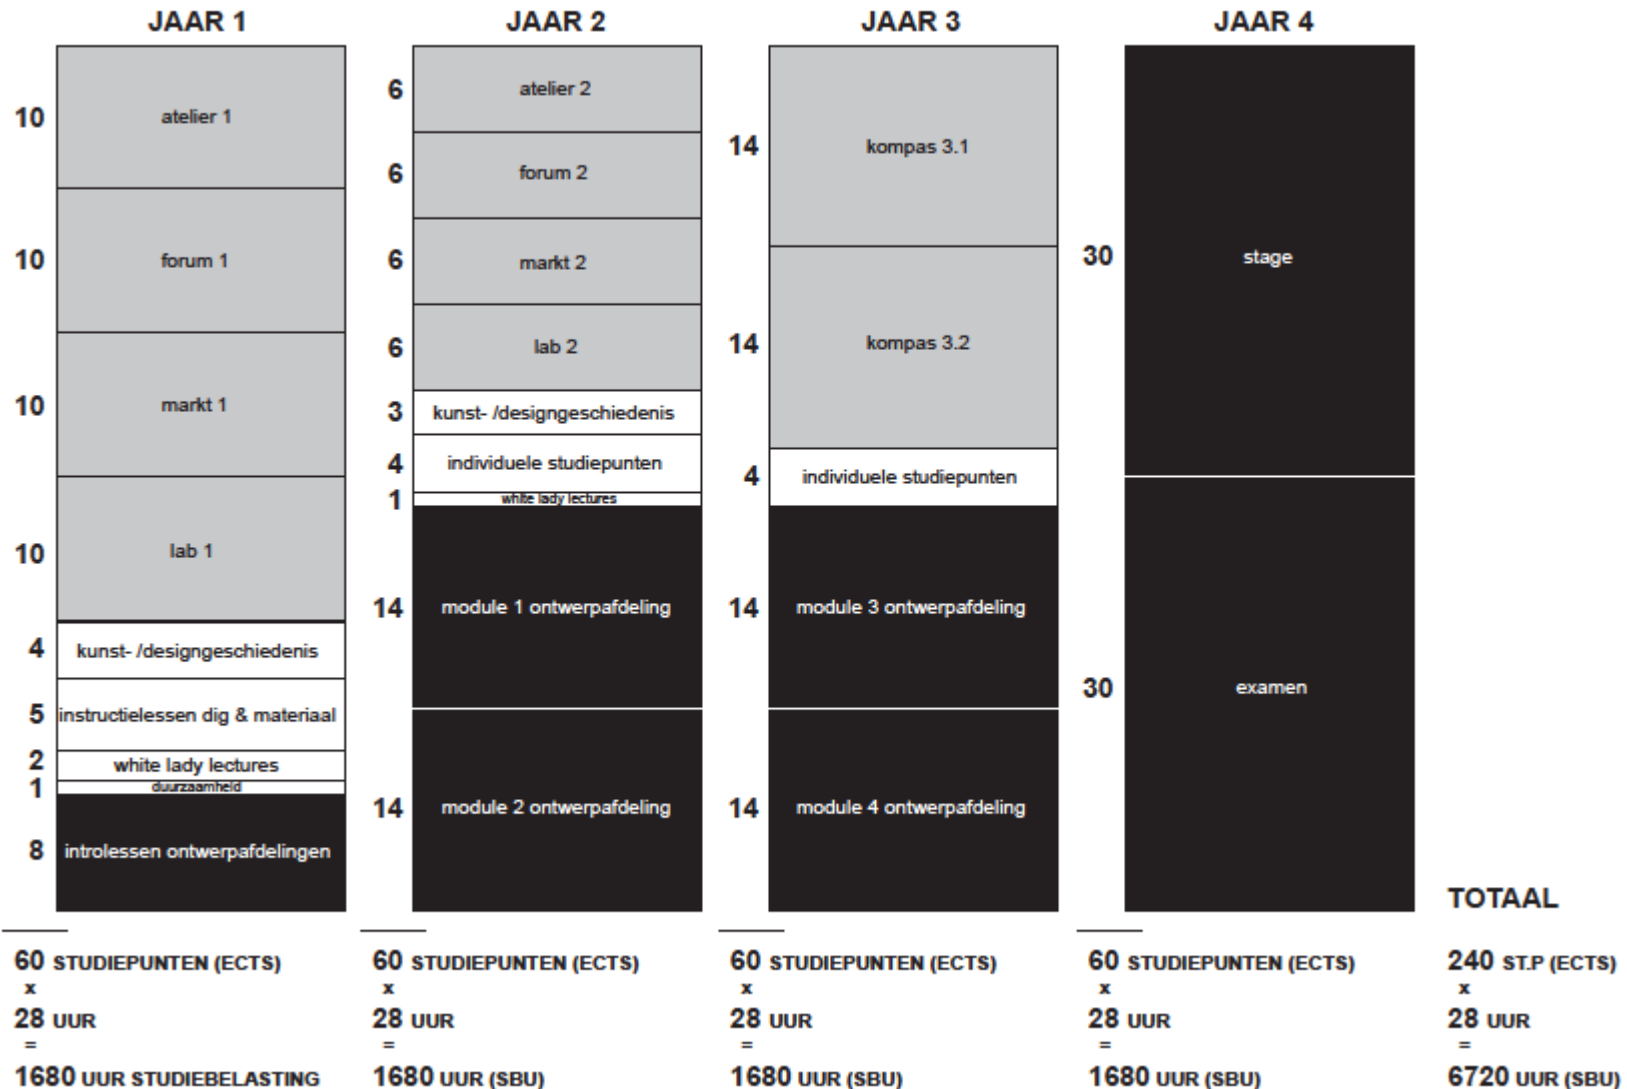 JAAR 1
10 atelier 1
10 forum 1
10 markt 1
10 lab 1
4 kunst- /designgeschiedenis
5 instructielessen dig & materiaal
2 white lady lectures
1 duurzaamheid
8 introlessen ontwerpafdelingen
60 STUDIEPUNTEN (ECTS)
x
28 UUR
=
1680 UUR STUDIEBELASTING
JAAR 2
6 atelier 2
6 forum 2
6 markt 2
6 lab 2
3 kunst- /designgeschiedenis
4 individuele studiepunten
1 white lady lectures
14 module 1 ontwerpafdeling
14 module 2 ontwerpafdeling
60 STUDIEPUNTEN (ECTS)
x
28 UUR
=
1680 UUR (SBU)
JAAR 3
14 kompas 3.1
14 kompas 3.2
4 individuele studiepunten
14 module 3 ontwerpafdeling
14 module 4 ontwerpafdeling
60 STUDIEPUNTEN (ECTS)
x
28 UUR
=
1680 UUR (SBU)
JAAR 4
30 stage
30 examen
60 STUDIEPUNTEN (ECTS)
x
28 UUR
=
1680 UUR (SBU)
TOTAAL
240 ST.P (ECTS)
x
28 UUR
=
6720 UUR (SBU)